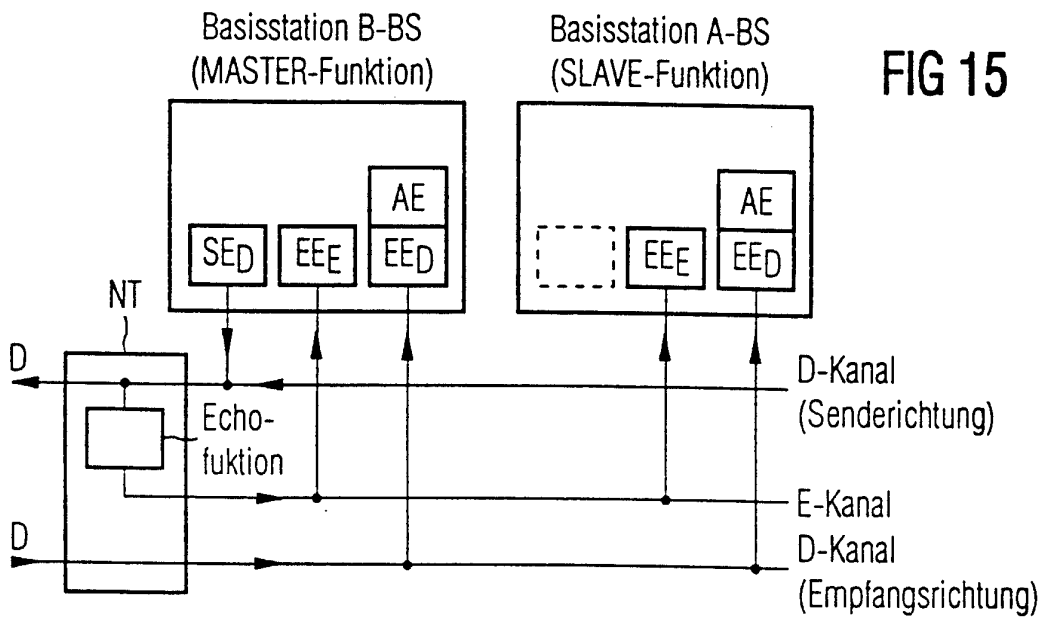 Basisstation B-BS
(MASTER-Funktion)
Basisstation A-BS
(SLAVE-Funktion)
FIG 15
AE
SED
EEE
EED
AE
EEE
EED
NT
D
D-Kanal
(Senderichtung)
Echo-
fuktion
E-Kanal
D
D-Kanal
(Empfangsrichtung)